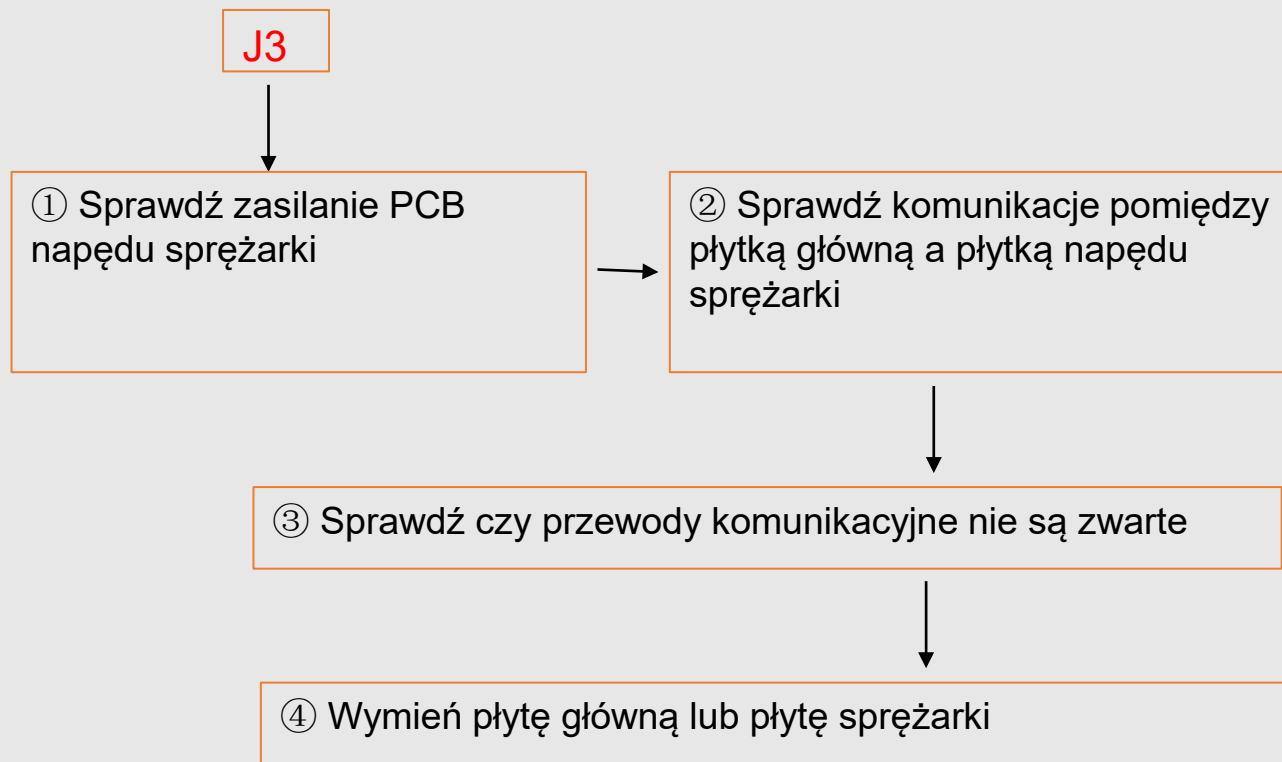 J3
① Sprawdź zasilanie PCB
napędu sprężarki
② Sprawdź komunikacje pomiędzy
płytką główną a płytką napędu
sprężarki
③ Sprawdź czy przewody komunikacyjne nie są zwarte
④ Wymień płytę główną lub płytę sprężarki